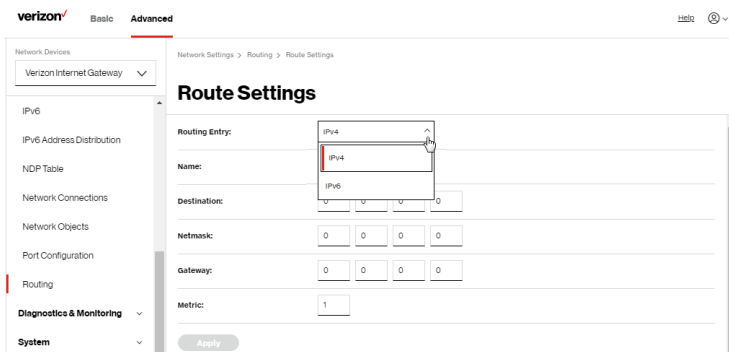 verizon
Basic Advanced
Help
Network Devices
Verizon Internet Gateway
IPv6
IPv6 Address Distribution
NDP Table
Network Connections
Network Objects
Port Configuration
Routing
Diagnostics & Monitoring
System
Network Settings > Routing > Route Settings
Route Settings
Routing Entry: IPv4
IPv4
IPv6
Name:
Destination: 0 0 0 0
Netmask: 0 0 0 0
Gateway: 0 0 0 0
Metric: 1
Apply